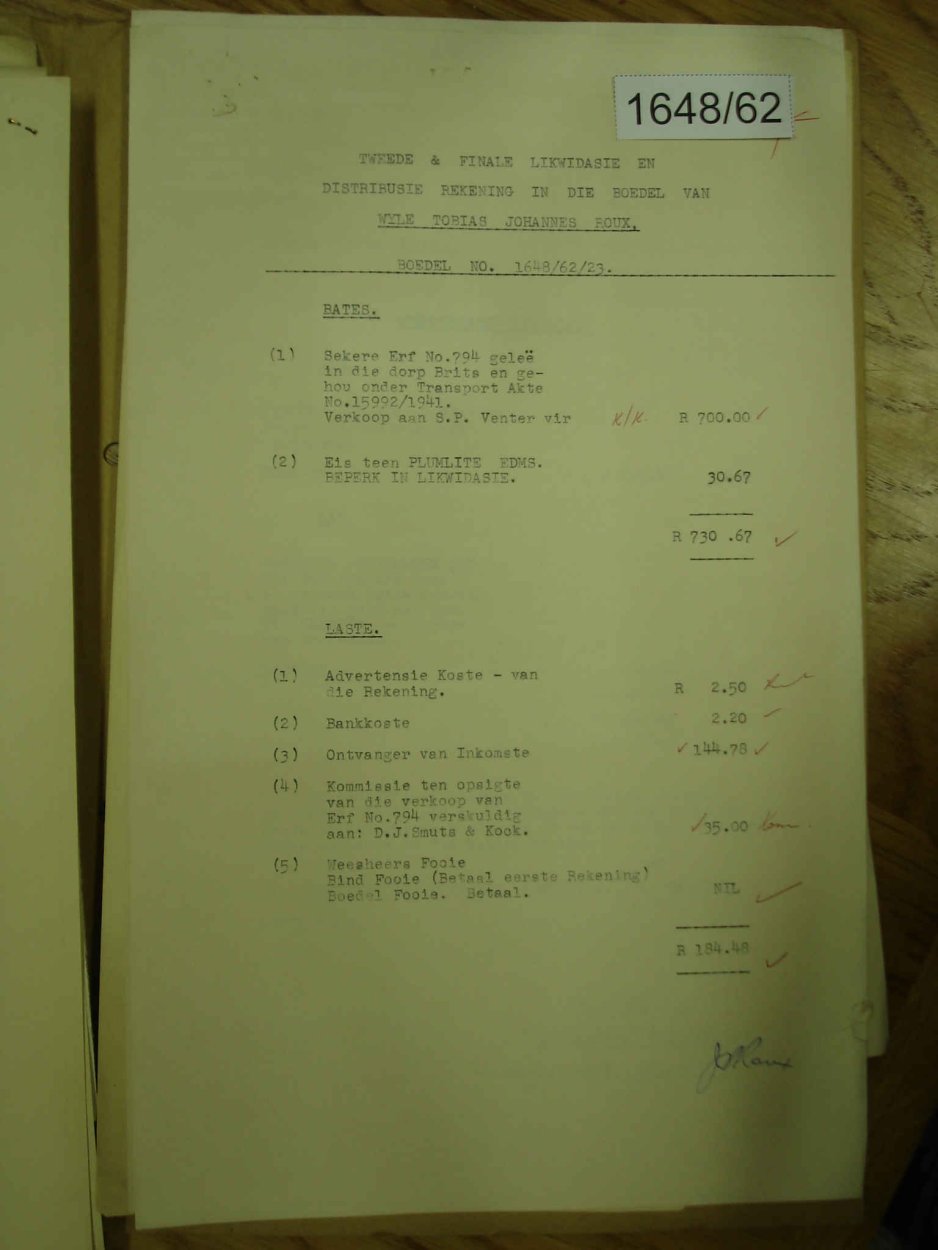 1648/62
TWEEDE & FINALE LIKWIDASIE EN
DISTRIBUSIE REKENING IN DIE BOEDEL VAN
WYLE TOBIAS JOHANNES ROUX.
BOEDEL NO. 1648/62/23.
BATES.
(1) Sekere Erf No.794 geleë
in die dorp Brits en ge-
hou onder Transport Akte
No.15992/1941.
Verkoop aan S.P. Venter vir K/K. R 700.00
(2) Eis teen PLUMLITE EDMS.
BEPERK IN LIKWIDASIE. 30.67
R 730 .67
LASTE.
(1) Advertensie Koste - van
die Rekening. R 2.50
(2) Bankkoste 2.20
(3) Ontvanger van Inkomste 144.78
(4) Kommissie ten opsigte
van die verkoop van
Erf No.794 verskuldig
aan: D.J.Smuts & Kock. 35.00
(5) Weesheers Fooie
Bind Fooie (Betaal eerste Rekening)
Boedel Fooie. Betaal. NIL
R 184.48
Roux